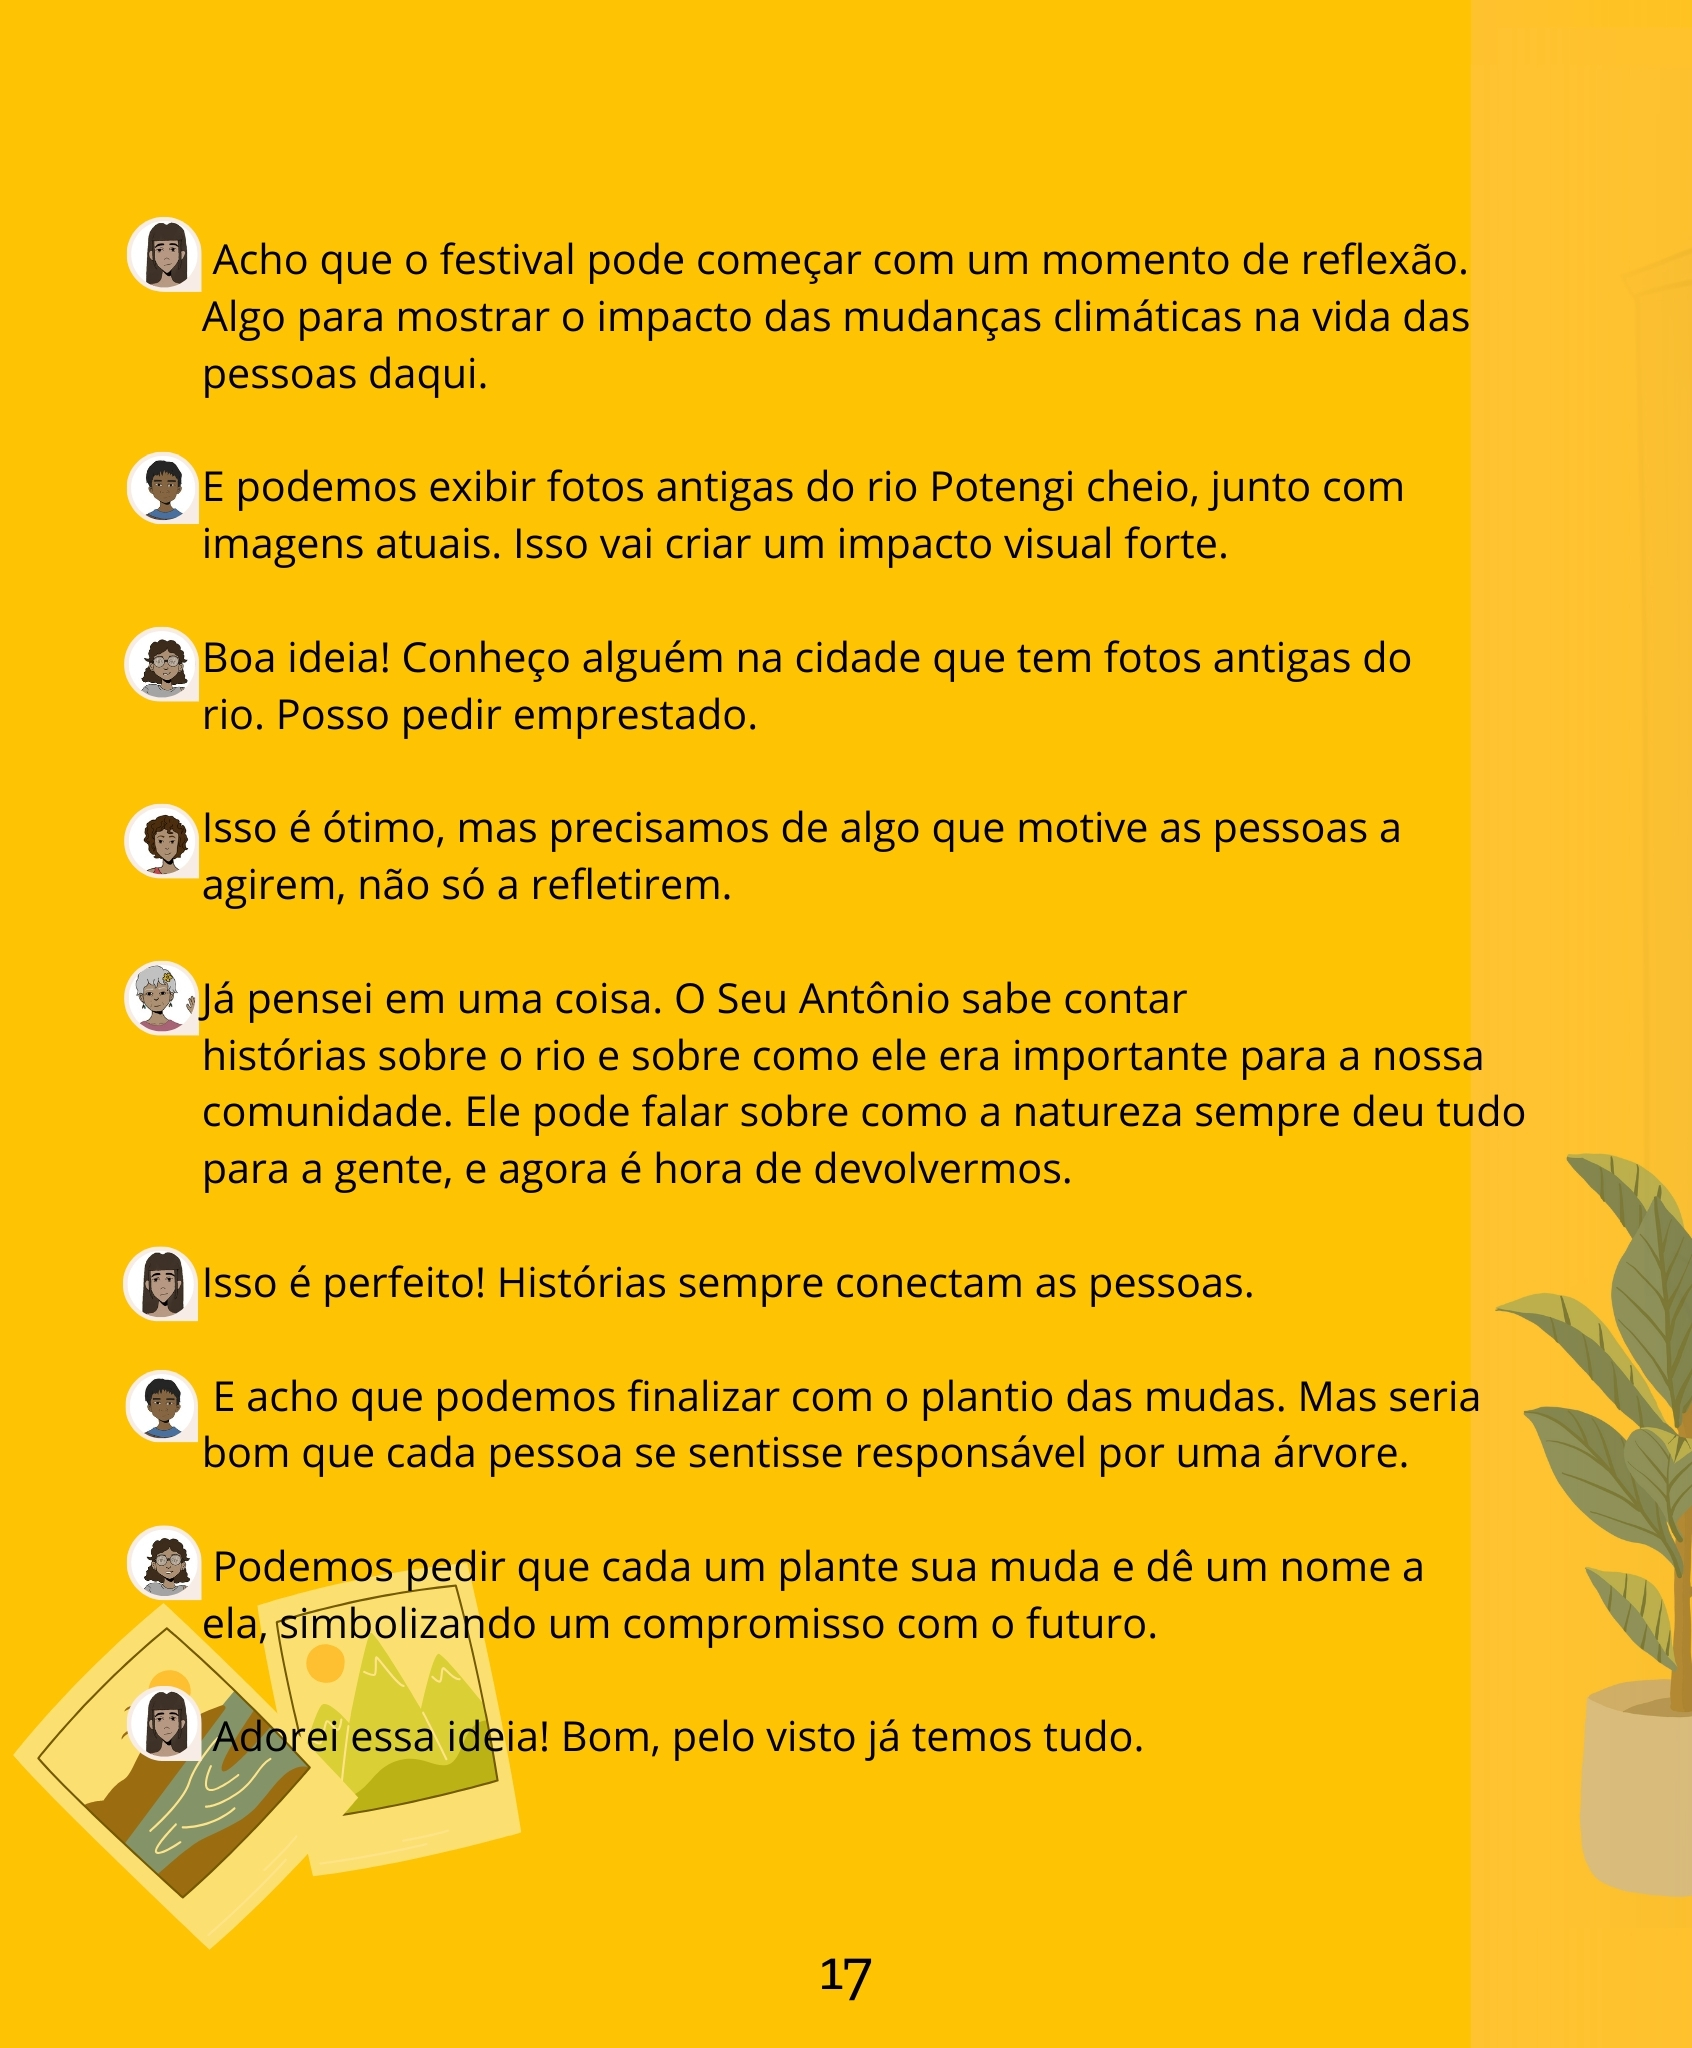 Acho que o festival pode começar com um momento de reflexão.
Algo para mostrar o impacto das mudanças climáticas na vida das
pessoas daqui.
E podemos exibir fotos antigas do rio Potengi cheio, junto com
imagens atuais. Isso vai criar um impacto visual forte.
Boa ideia! Conheço alguém na cidade que tem fotos antigas do
rio. Posso pedir emprestado.
Isso é ótimo, mas precisamos de algo que motive as pessoas a
agirem, não só a refletirem.
Já pensei em uma coisa. O Seu Antônio sabe contar
histórias sobre o rio e sobre como ele era importante para a nossa
comunidade. Ele pode falar sobre como a natureza sempre deu tudo
para a gente, e agora é hora de devolvermos.
Isso é perfeito! Histórias sempre conectam as pessoas.
E acho que podemos finalizar com o plantio das mudas. Mas seria
bom que cada pessoa se sentisse responsável por uma árvore.
Podemos pedir que cada um plante sua muda e dê um nome a
ela, simbolizando um compromisso com o futuro.
Adorei essa ideia! Bom, pelo visto já temos tudo.
17